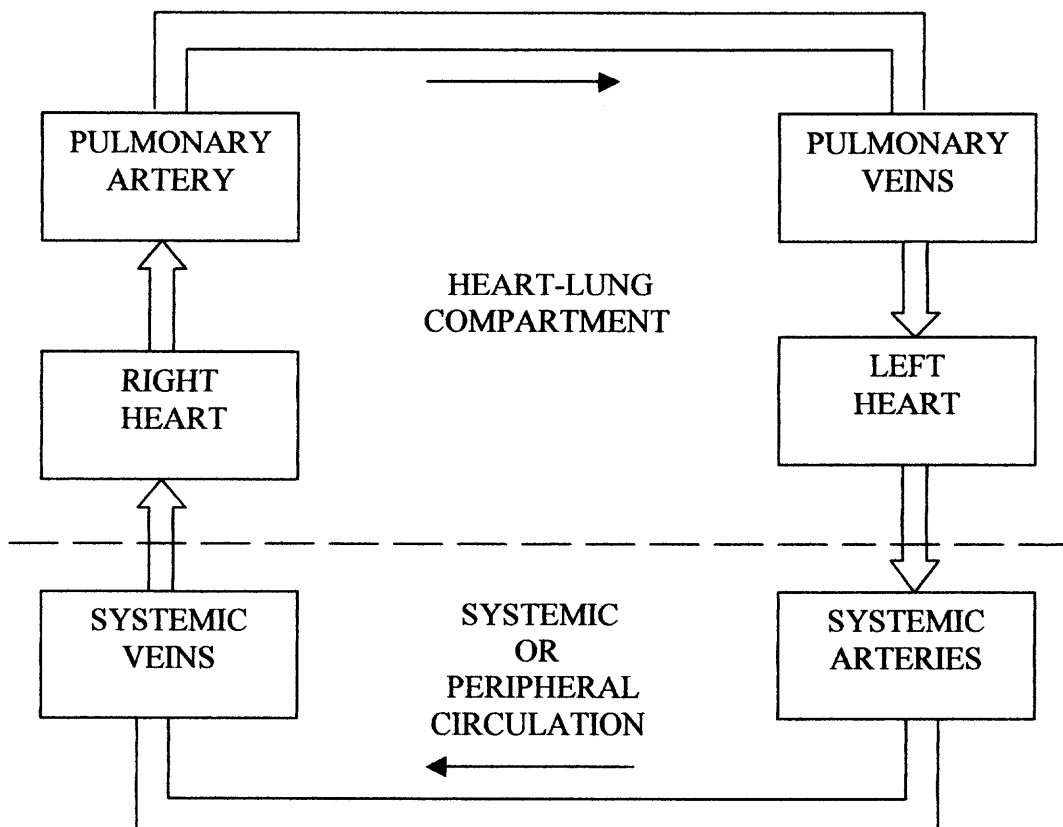 PULMONARY
ARTERY
PULMONARY
VEINS
HEART-LUNG
COMPARTMENT
RIGHT
HEART
LEFT
HEART
SYSTEMIC
VEINS
SYSTEMIC
OR
PERIPHERAL
CIRCULATION
SYSTEMIC
ARTERIES